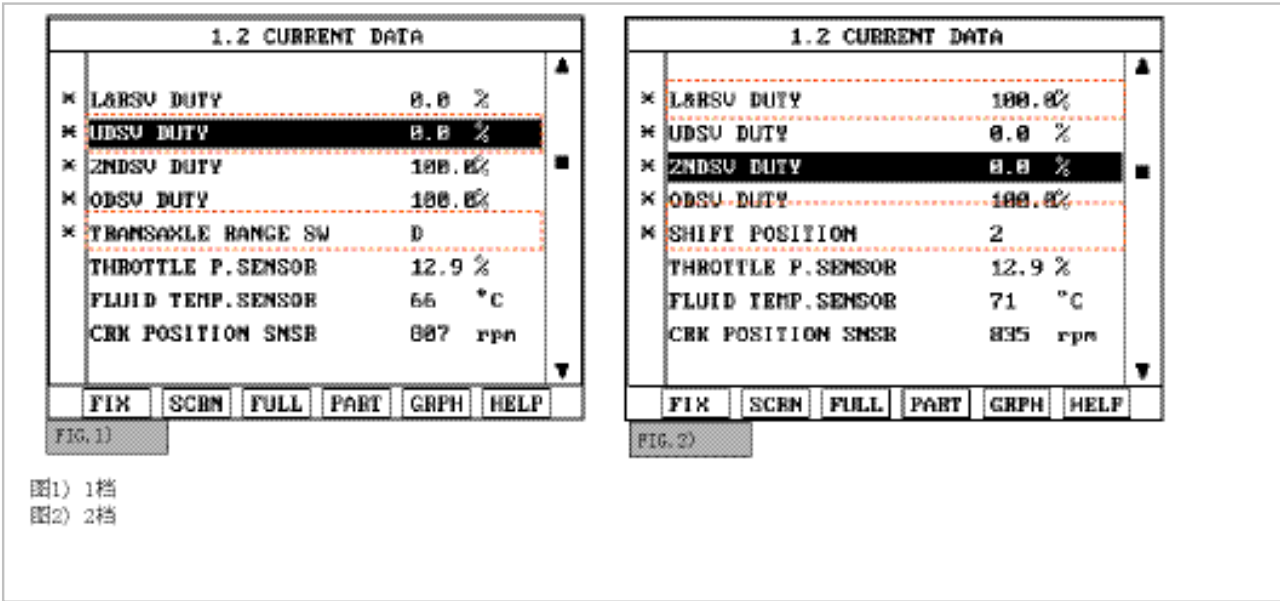 1.2 CURRENT DATA
* L&RSV DUTY 0.0 %
* UDSV DUTY 0.0 %
* 2NDSV DUTY 100.0%
* ODSV DUTY 100.0%
* TRANSAXLE RANGE SW D
THROTTLE P.SENSOR 12.9 %
FLUID TEMP.SENSOR 66 °C
CRK POSITION SNSR 807 rpm
FIX SCRN FULL PART GRPH HELP
FIG.1)
1.2 CURRENT DATA
* L&RSV DUTY 100.0%
* UDSV DUTY 0.0 %
* 2NDSV DUTY 0.0 %
* ODSV DUTY 100.0%
* SHIFT POSITION 2
THROTTLE P.SENSOR 12.9 %
FLUID TEMP.SENSOR 71 °C
CRK POSITION SNSR 835 rpm
FIX SCRN FULL PART GRPH HELP
FIG.2)
图1) 1档
图2) 2档